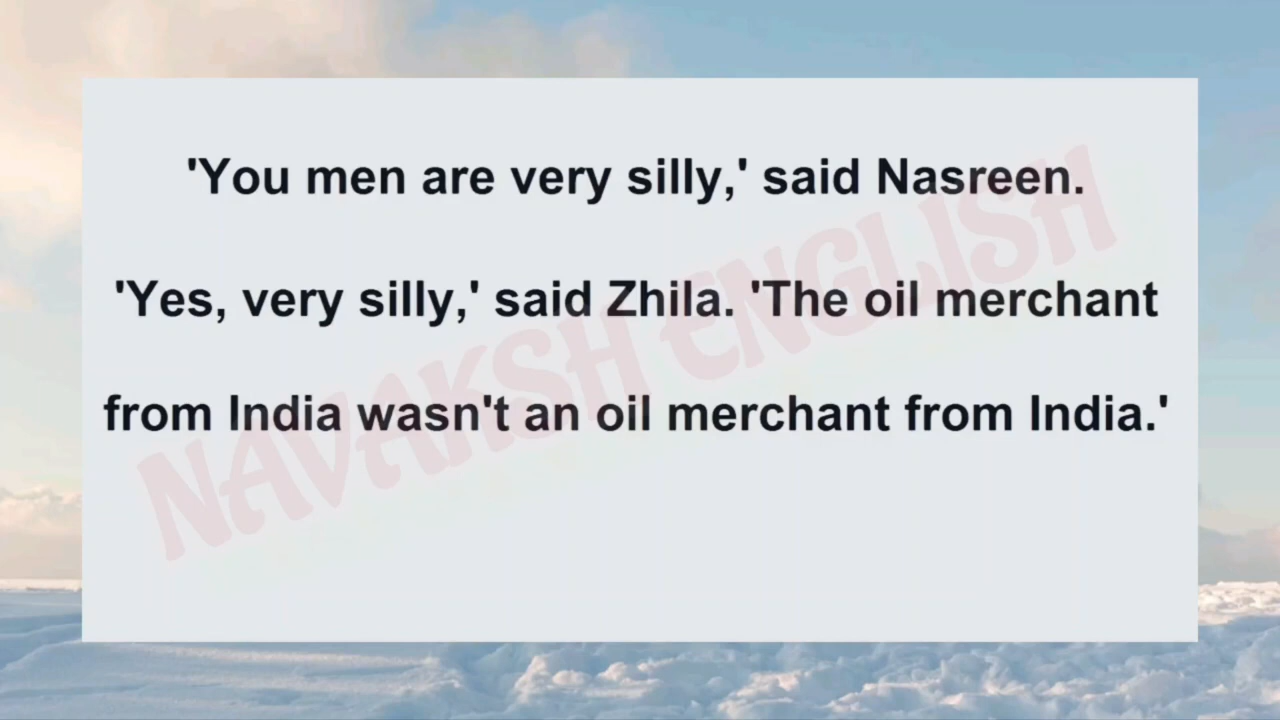 'You men are very silly,' said Nasreen.
'Yes, very silly,' said Zhila. 'The oil merchant
from India wasn't an oil merchant from India.'
NAVAKSH ENGLISH